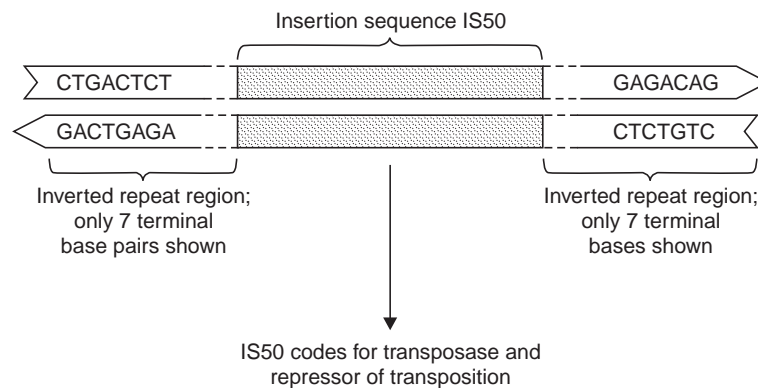 Insertion sequence IS50
CTGACTCT
GAGACAG
GACTGAGA
CTCTGTC
Inverted repeat region;
only 7 terminal
base pairs shown
Inverted repeat region;
only 7 terminal
bases shown
IS50 codes for transposase and
repressor of transposition